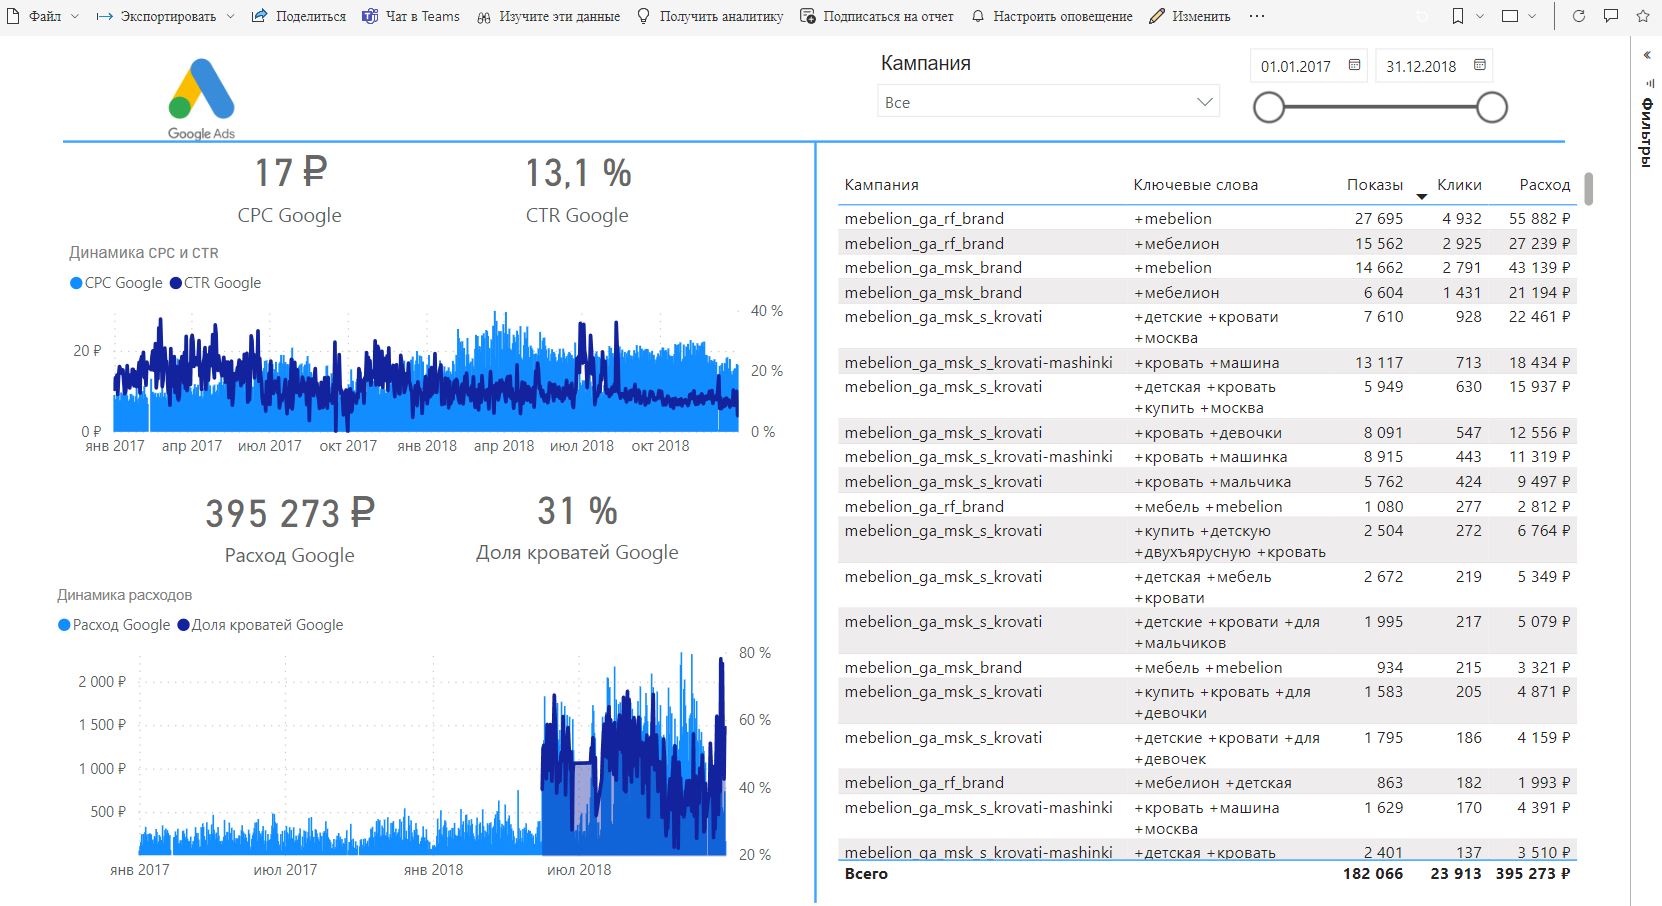 Файл Экспортировать Поделиться Чат в Teams Изучите эти данные Получить аналитику Подписаться на отчет Настроить оповещение Изменить ...
Google Ads
Кампания
Все
01.01.2017 31.12.2018
Фильтры
17 ₽ 13,1 %
CPC Google CTR Google
Динамика CPC и CTR
CPC Google CTR Google
40 %
20 ₽ 20 %
0 ₽ 0 %
янв 2017 апр 2017 июл 2017 окт 2017 янв 2018 апр 2018 июл 2018 окт 2018
395 273 ₽ 31 %
Расход Google Доля кроватей Google
Динамика расходов
Расход Google Доля кроватей Google
80 %
2 000 ₽
60 %
1 500 ₽
1 000 ₽
40 %
500 ₽
20 %
янв 2017 июл 2017 янв 2018 июл 2018
Кампания Ключевые слова Показы Клики Расход
mebelion_ga_rf_brand +mebelion 27 695 4 932 55 882 ₽
mebelion_ga_rf_brand +мебелион 15 562 2 925 27 239 ₽
mebelion_ga_msk_brand +mebelion 14 662 2 791 43 139 ₽
mebelion_ga_msk_brand +мебелион 6 604 1 431 21 194 ₽
mebelion_ga_msk_s_krovati +детские +кровати 7 610 928 22 461 ₽
москва
mebelion_ga_msk_s_krovati-mashinki +кровать +машина 13 117 713 18 434 ₽
mebelion_ga_msk_s_krovati +детская +кровать 5 949 630 15 937 ₽
+купить +москва
mebelion_ga_msk_s_krovati +кровать +девочки 8 091 547 12 556 ₽
mebelion_ga_msk_s_krovati-mashinki +кровать +машинка 8 915 443 11 319 ₽
mebelion_ga_msk_s_krovati +кровать +мальчика 5 762 424 9 497 ₽
mebelion_ga_rf_brand +мебель +mebelion 1 080 277 2 812 ₽
mebelion_ga_msk_s_krovati +купить +детскую 2 504 272 6 764 ₽
+двухъярусную +кровать
mebelion_ga_msk_s_krovati +детская +мебель 2 672 219 5 349 ₽
+кровати
mebelion_ga_msk_s_krovati +детские +кровати +для 1 995 217 5 079 ₽
+мальчиков
mebelion_ga_msk_brand +мебель +mebelion 934 215 3 321 ₽
mebelion_ga_msk_s_krovati +купить +кровать +для 1 583 205 4 871 ₽
+девочки
mebelion_ga_msk_s_krovati +детские +кровати +для 1 795 186 4 159 ₽
+девочек
mebelion_ga_rf_brand +мебелион +детская 863 182 1 993 ₽
mebelion_ga_msk_s_krovati-mashinki +кровать +машина 1 629 170 4 391 ₽
+москва
mebelion_ga_msk_s_krovati-mashinki +детская +кровать 2 401 137 3 510 ₽
Всего 182 066 23 913 395 273 ₽